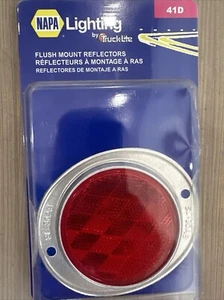 NAPA
Lighting
41D
by Truck-Lite
FLUSH MOUNT REFLECTORS
RÉFLECTEURS À MONTAGE À RAS
REFLECTORES DE MONTAJE A RAS